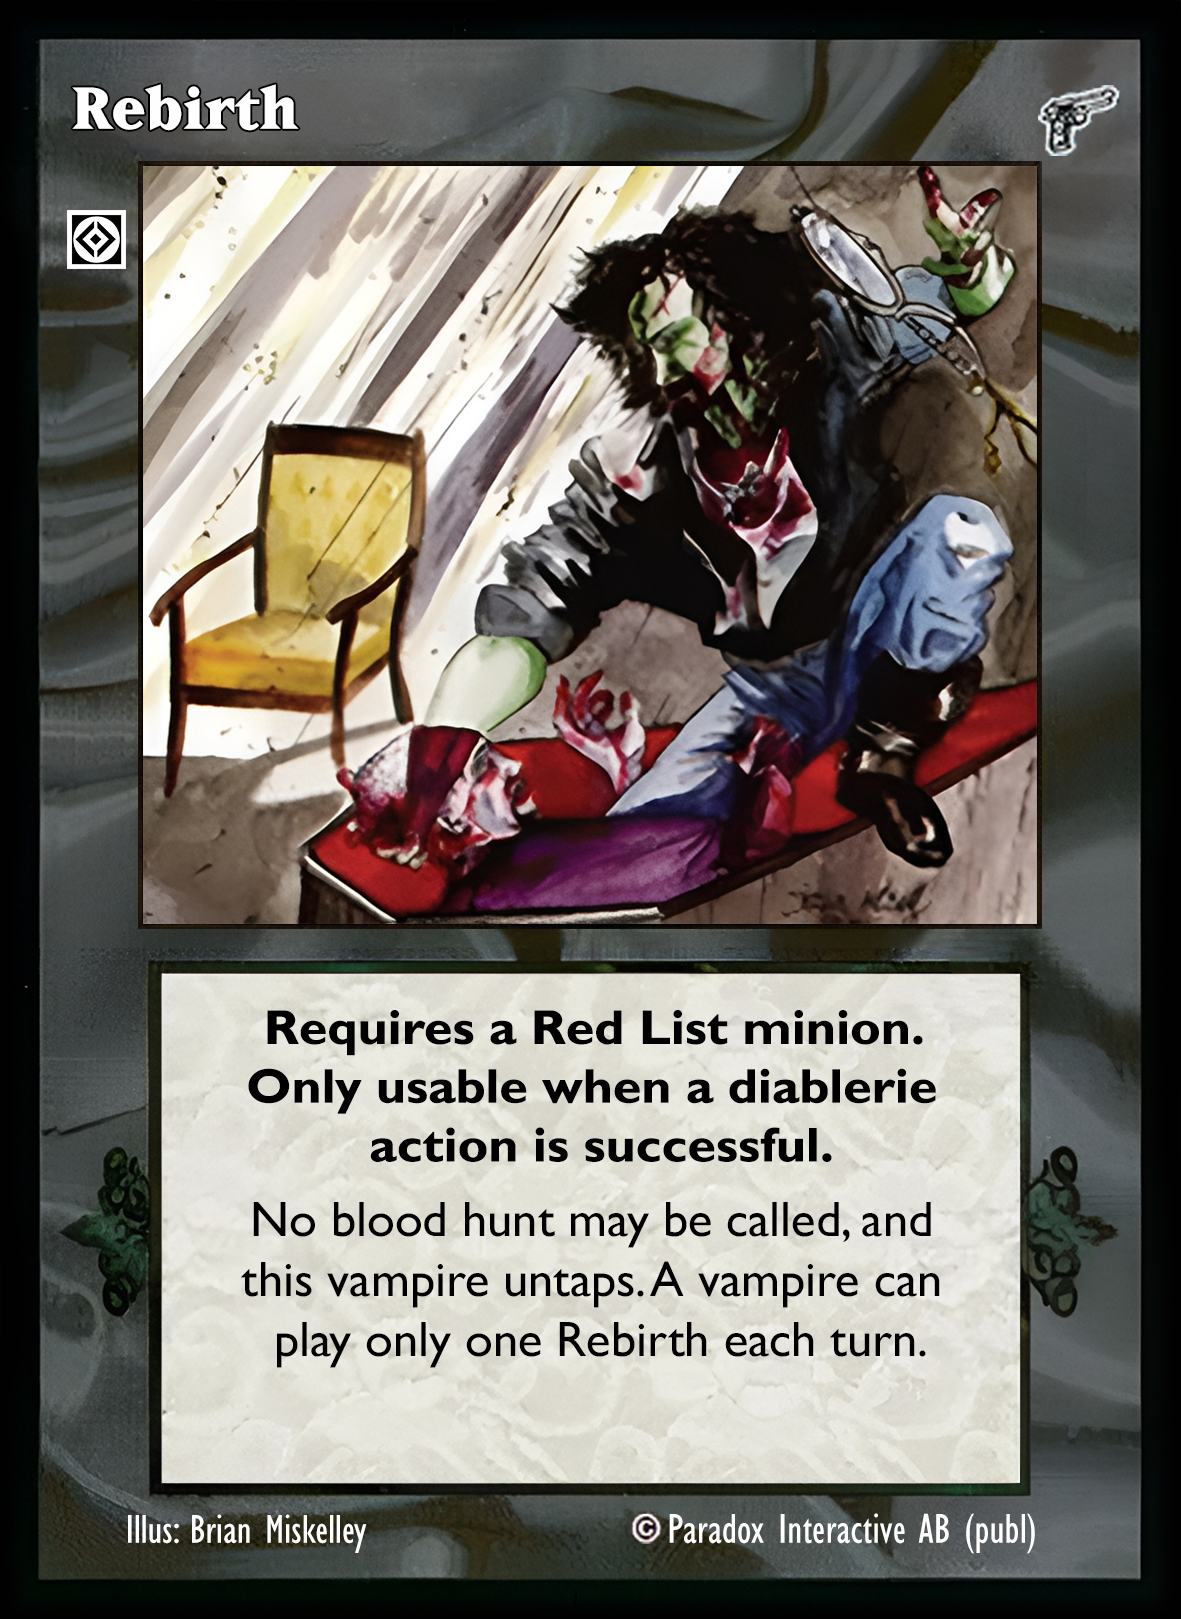 Rebirth
Requires a Red List minion.
Only usable when a diablerie
action is successful.
No blood hunt may be called, and
this vampire untaps. A vampire can
play only one Rebirth each turn.
Illus: Brian Miskelley
© Paradox Interactive AB (publ)